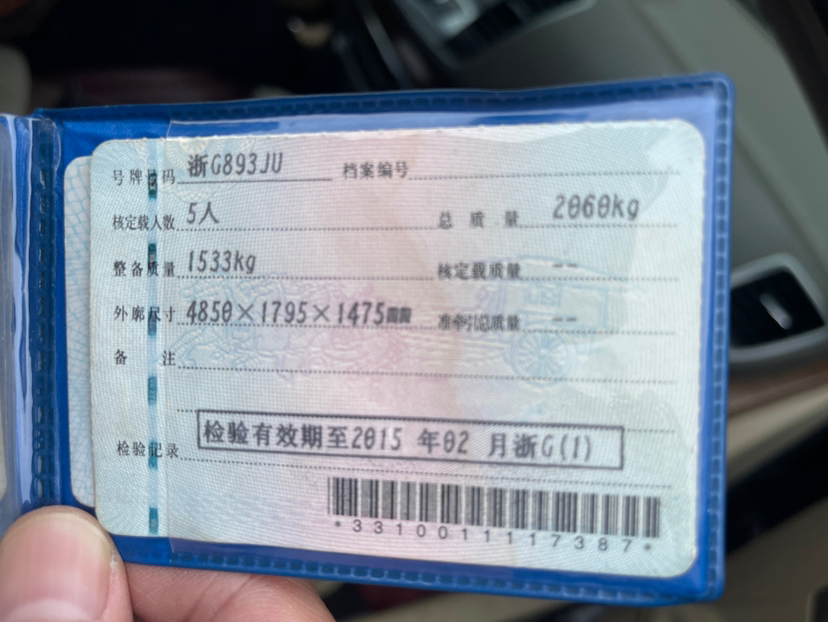 号牌号码 浙G893JU 档案编号
核定载人数 5人 总质量 2060kg
整备质量 1533kg 核定载质量 --
外廓尺寸 4850×1795×1475mm 准牵引总质量 --
备注
检验记录 检验有效期至2015年02月浙G(1)
*3310011117387*